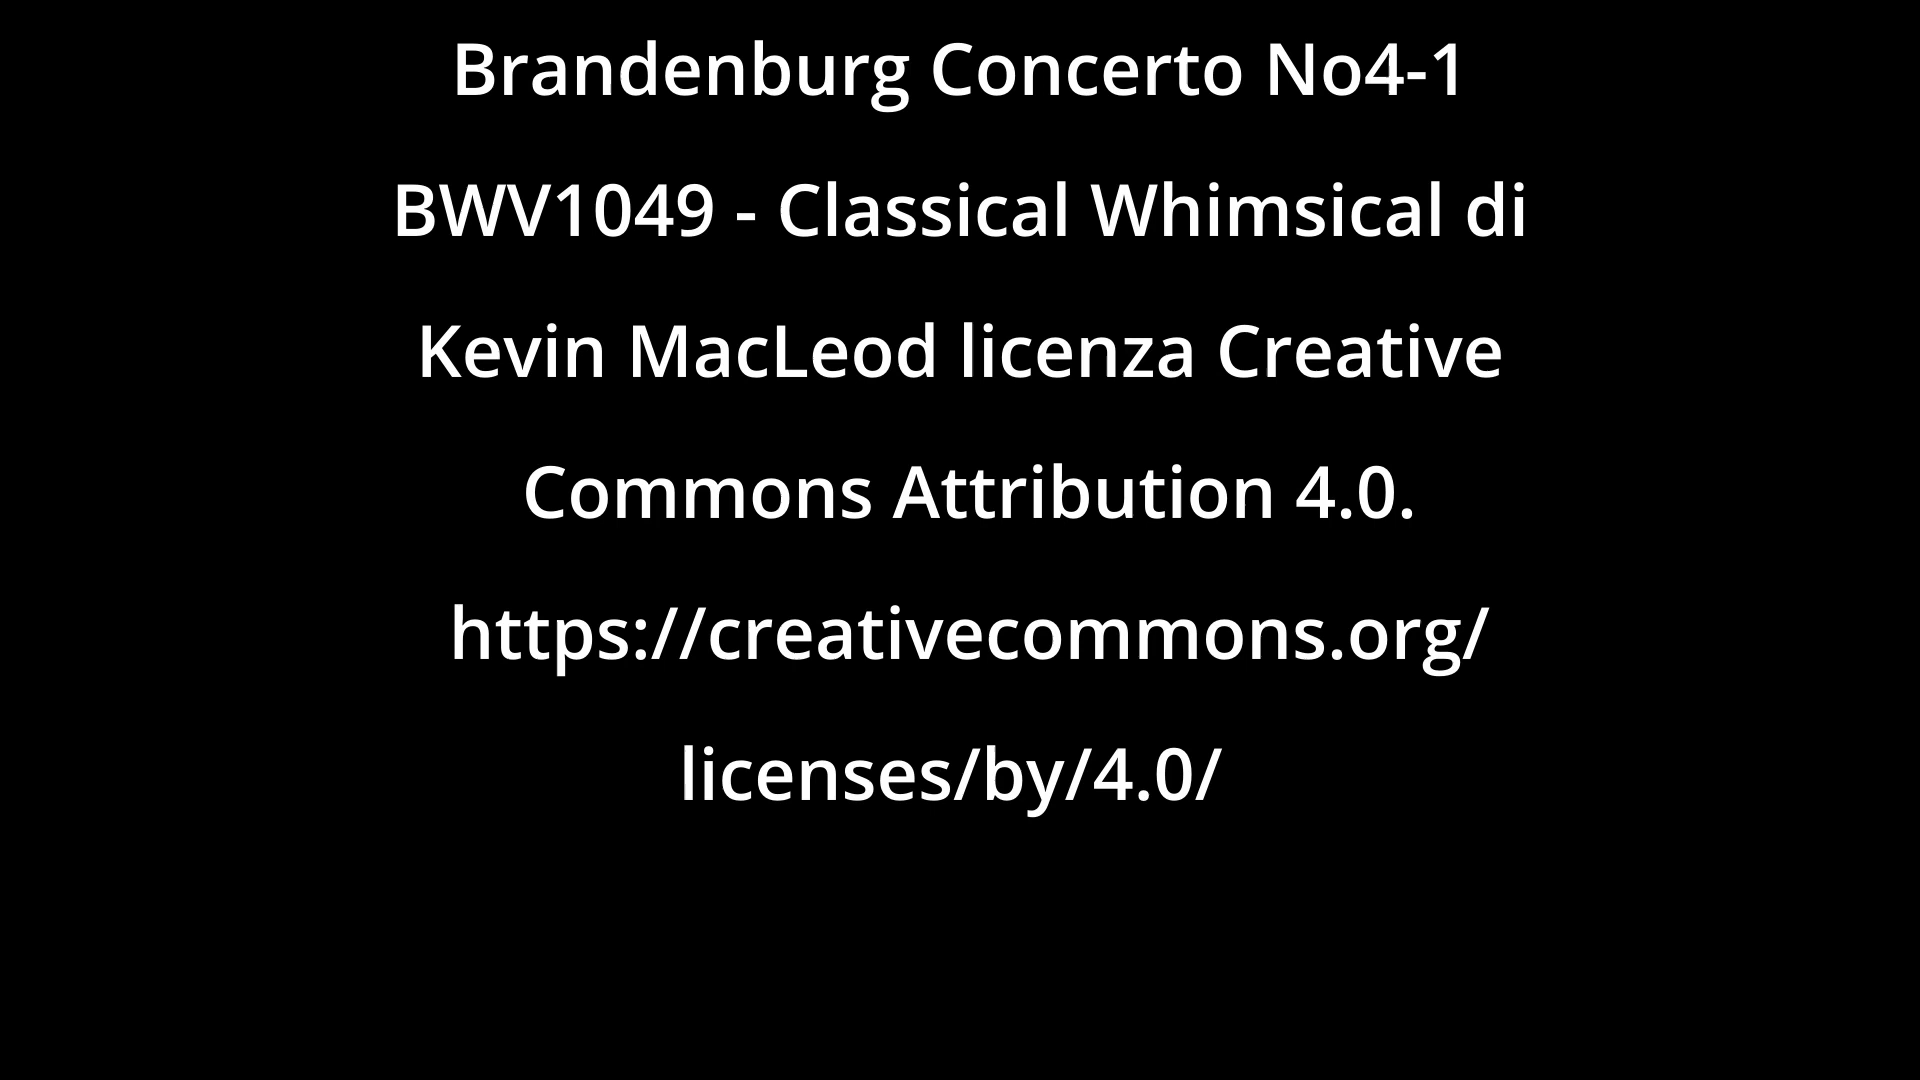 Brandenburg Concerto No4-1
BWV1049 - Classical Whimsical di
Kevin MacLeod licenza Creative
Commons Attribution 4.0.
https://creativecommons.org/
licenses/by/4.0/